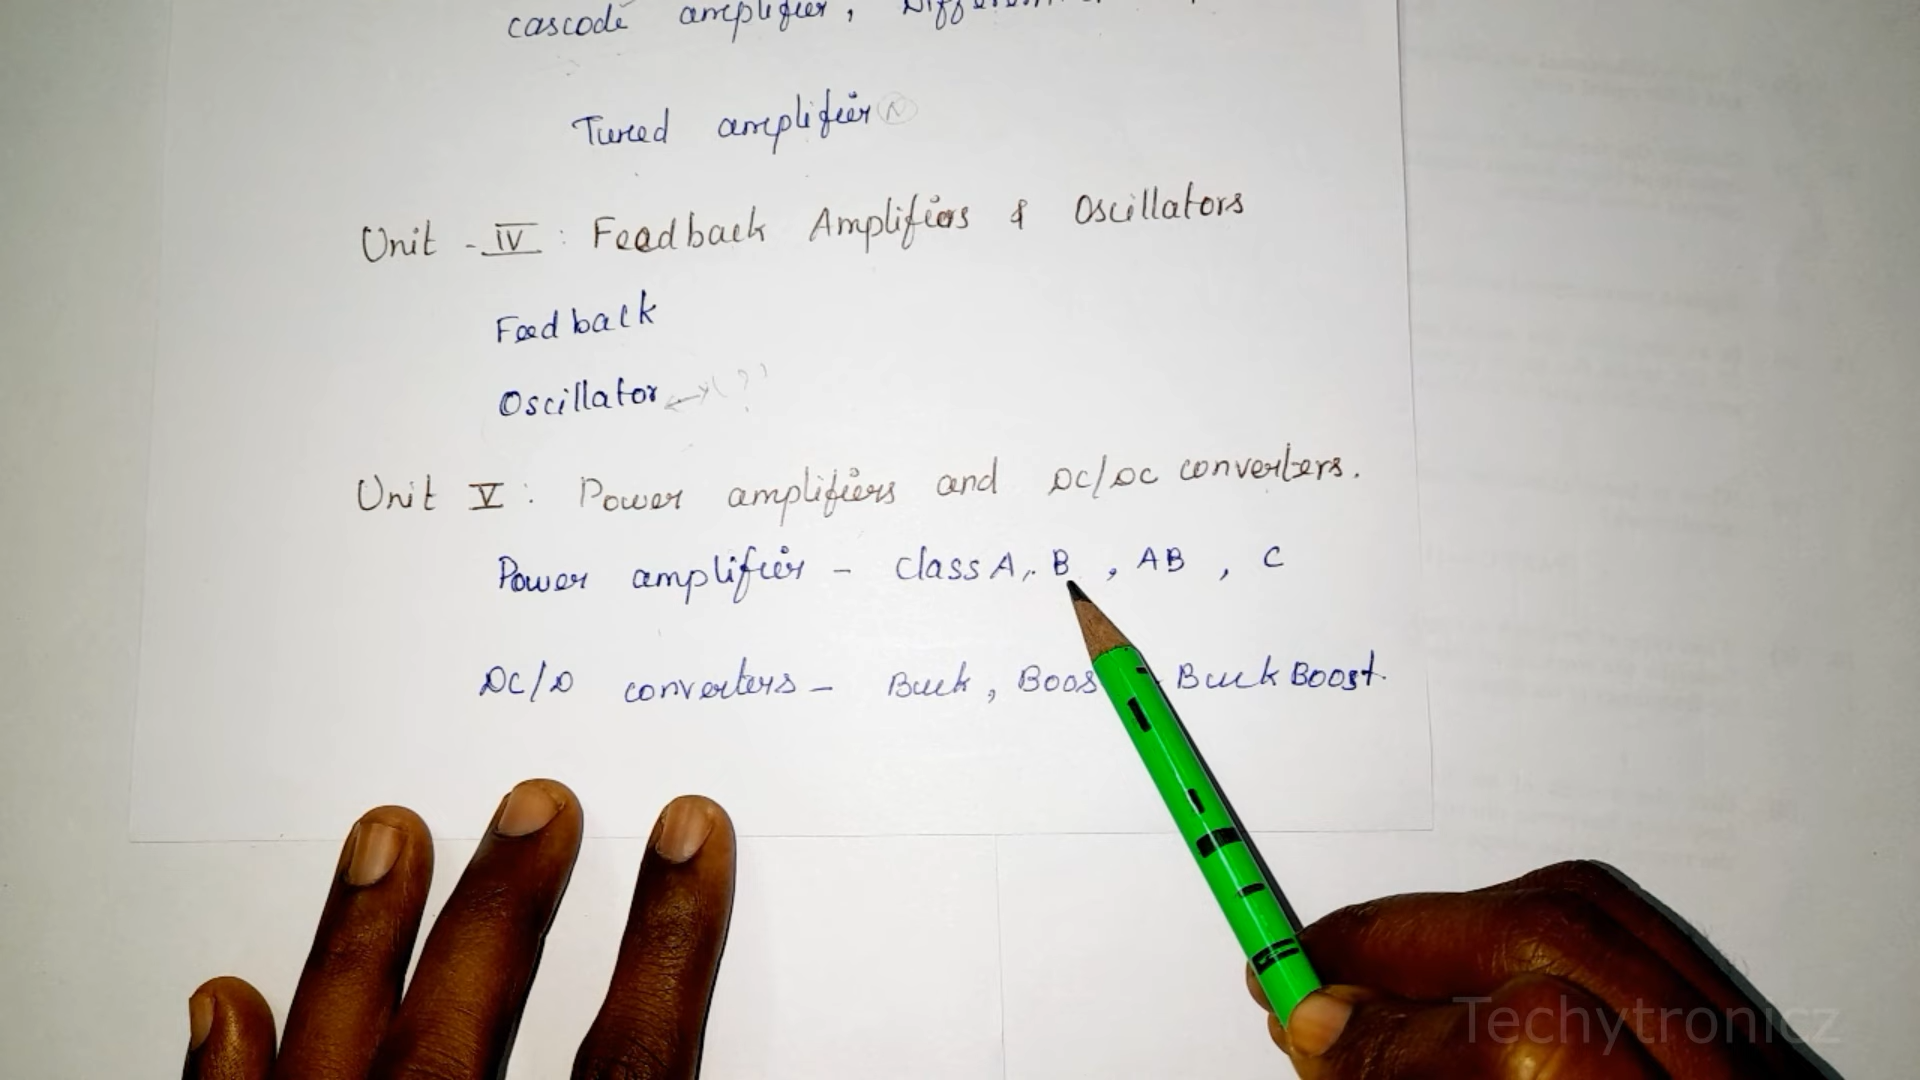 cascode amplifier,
Tuned amplifier
Unit - IV : Feedback Amplifiers & Oscillators
Feedback
Oscillator (?)
Unit V : Power amplifiers and DC/DC converters.
Power amplifier - class A, B, AB, C
DC/D converters - Buck, Boos Buck Boost.
Techytronicz